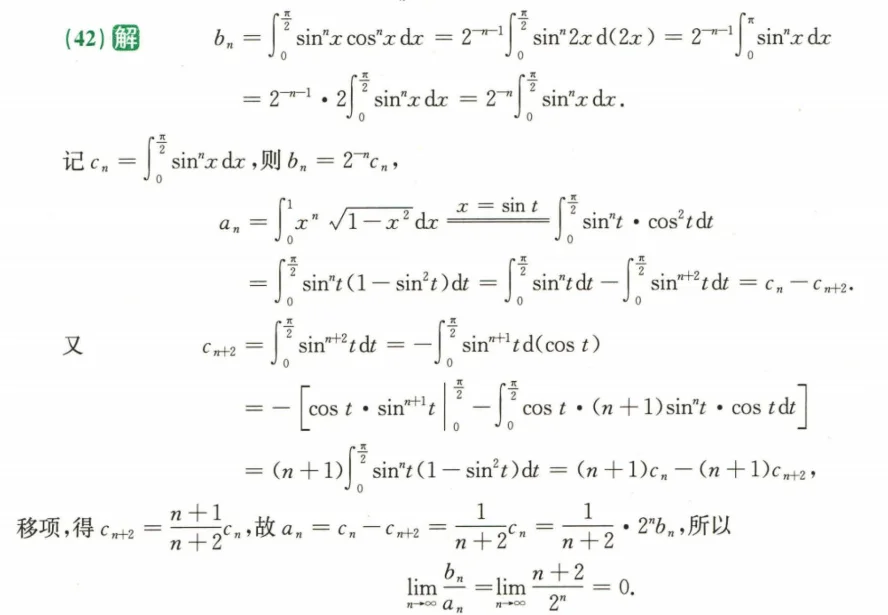 (42) 解 b_n = ∫_0^{π/2} sin^n x cos^n x dx = 2^{-n-1} ∫_0^{π/2} sin^n 2x d(2x) = 2^{-n-1} ∫_0^π sin^n x dx
= 2^{-n-1} · 2∫_0^{π/2} sin^n x dx = 2^{-n} ∫_0^{π/2} sin^n x dx.
记 c_n = ∫_0^{π/2} sin^n x dx ,则 b_n = 2^{-n} c_n ,
a_n = ∫_0^1 x^n √(1-x^2) dx \xlongequal{x = sin t} ∫_0^{π/2} sin^n t · cos^2 t dt
= ∫_0^{π/2} sin^n t (1 - sin^2 t) dt = ∫_0^{π/2} sin^n t dt - ∫_0^{π/2} sin^{n+2} t dt = c_n - c_{n+2}.
又 c_{n+2} = ∫_0^{π/2} sin^{n+2} t dt = -∫_0^{π/2} sin^{n+1} t d(cos t)
= -[cos t · sin^{n+1} t |_0^{π/2} - ∫_0^{π/2} cos t · (n+1) sin^n t · cos t dt]
= (n+1)∫_0^{π/2} sin^n t (1 - sin^2 t) dt = (n+1)c_n - (n+1)c_{n+2} ,
移项,得 c_{n+2} = \frac{n+1}{n+2} c_n ,故 a_n = c_n - c_{n+2} = \frac{1}{n+2} c_n = \frac{1}{n+2} · 2^n b_n ,所以
\lim_{n→∞} \frac{b_n}{a_n} = \lim_{n→∞} \frac{n+2}{2^n} = 0.